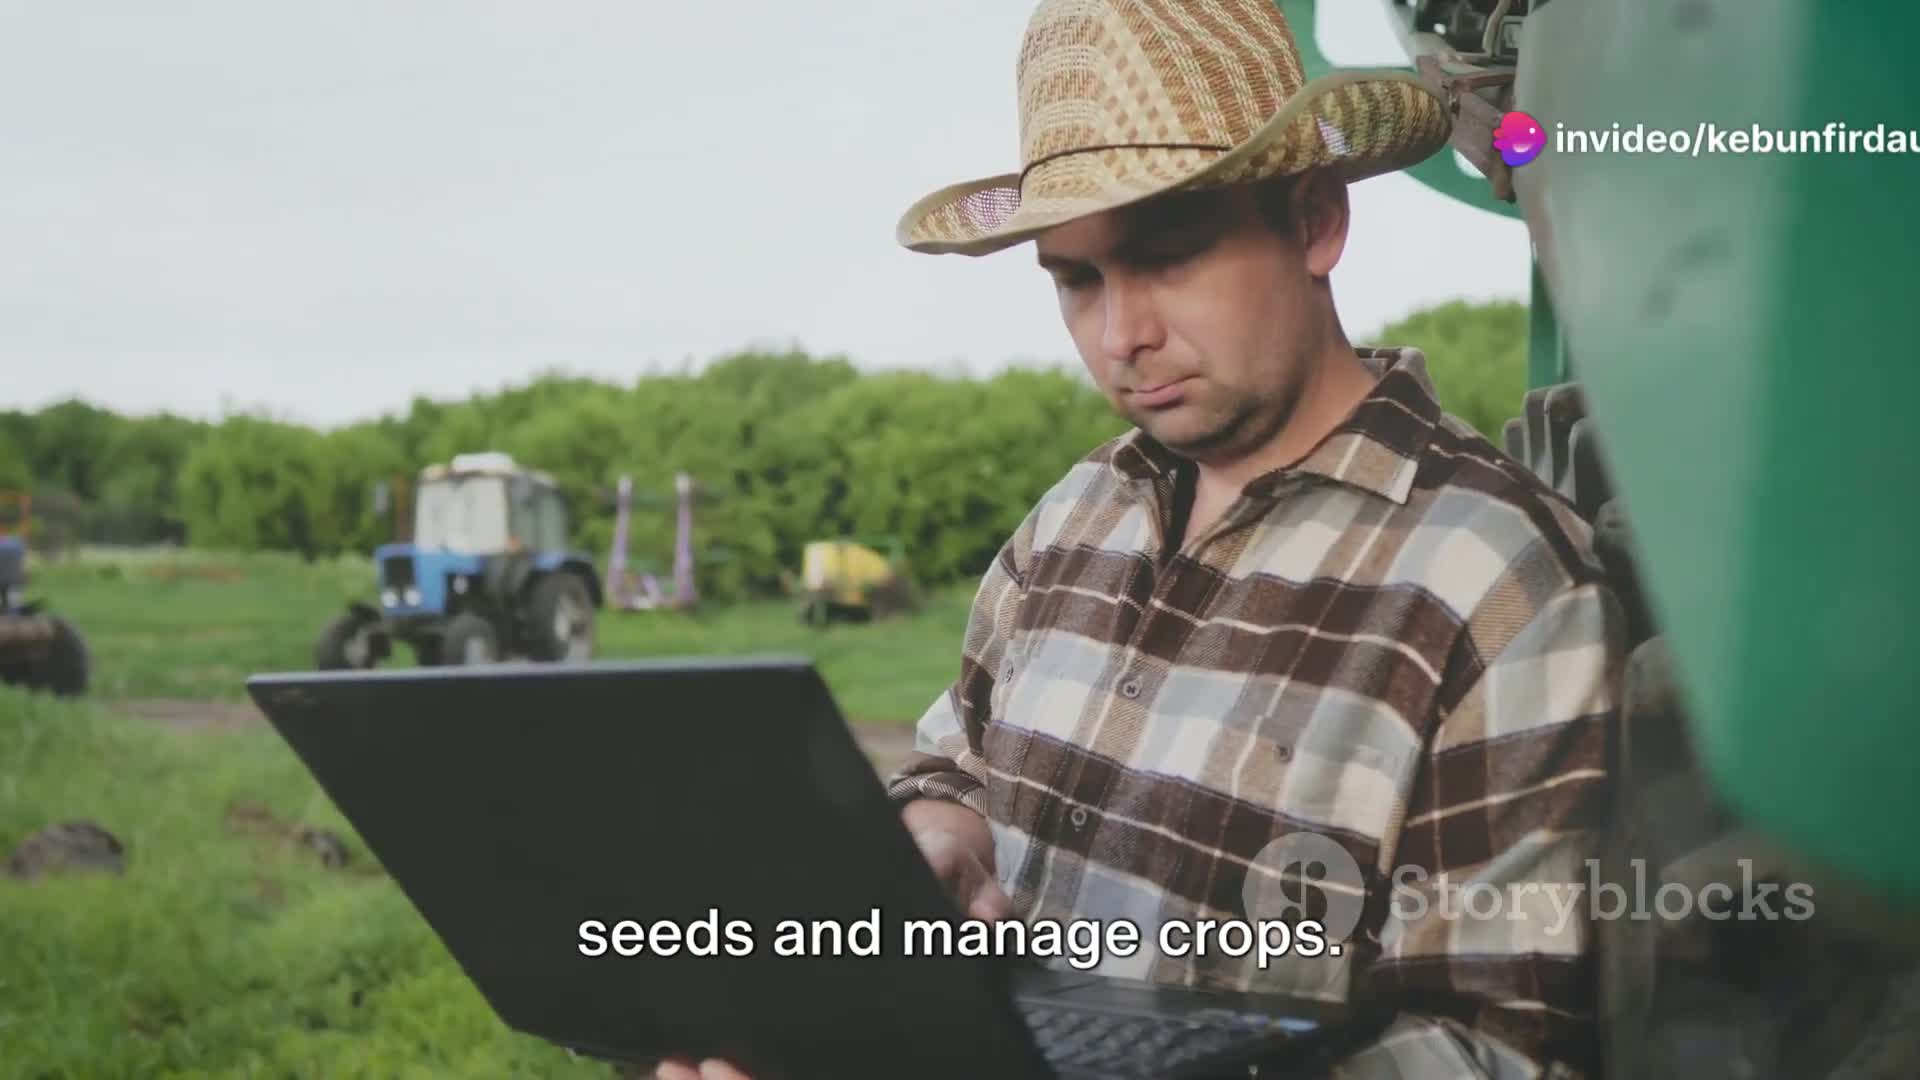 invideo/kebunfirdau
Storyblocks
seeds and manage crops.